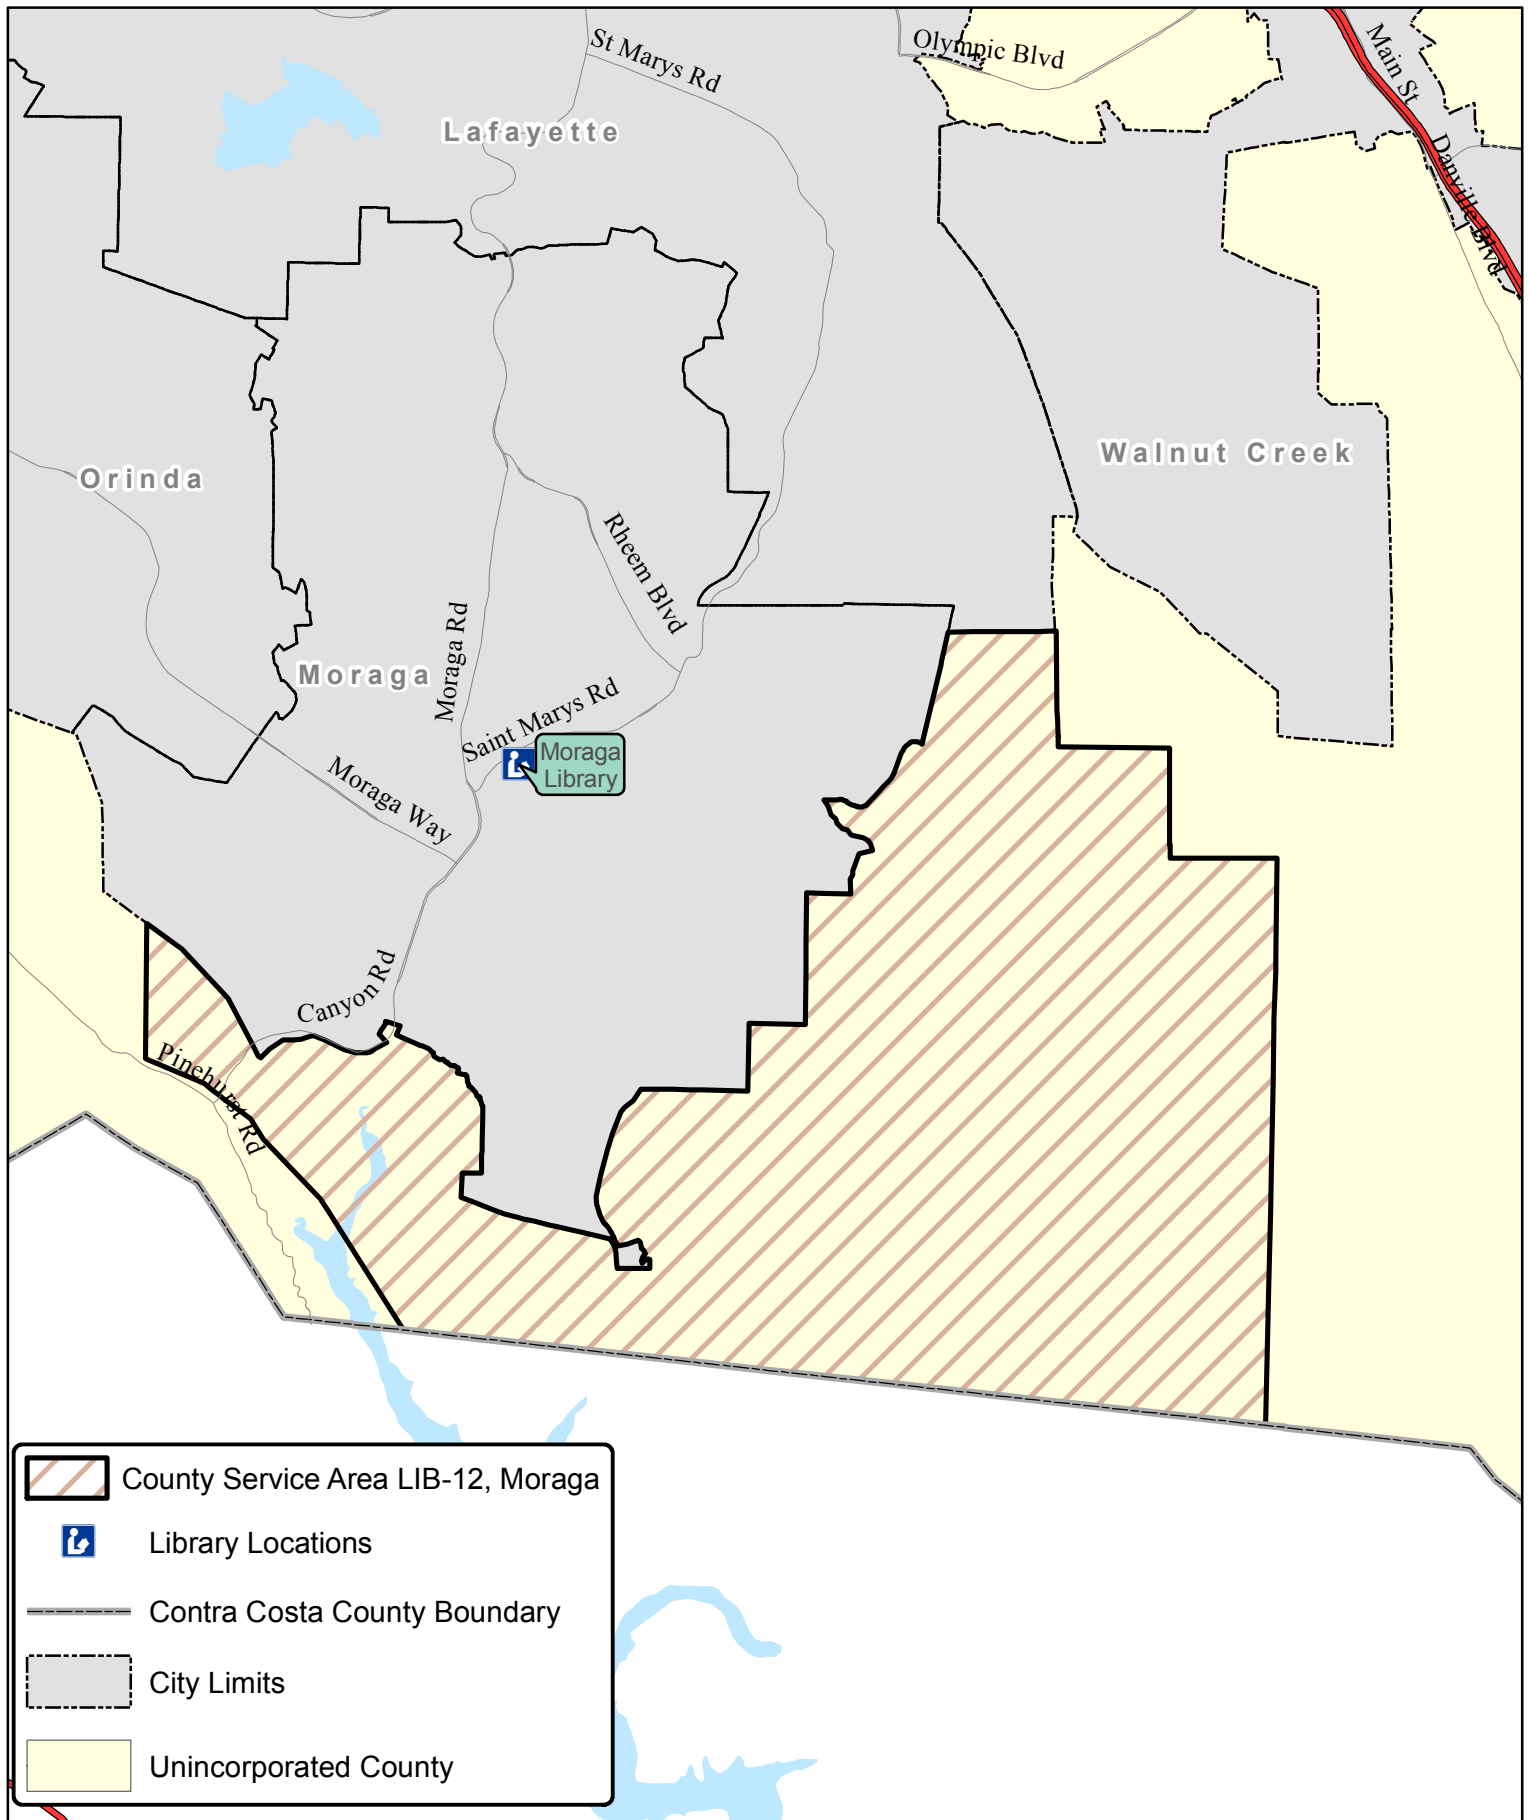 St Marys Rd
Olympic Blvd
Main St
Lafayette
Danville Blvd
Walnut Creek
Orinda
Rheem Blvd
Moraga Rd
Moraga
Saint Marys Rd
Moraga
Library
Moraga Way
Canyon Rd
Pinehurst Rd
County Service Area LIB-12, Moraga
Library Locations
Contra Costa County Boundary
City Limits
Unincorporated County